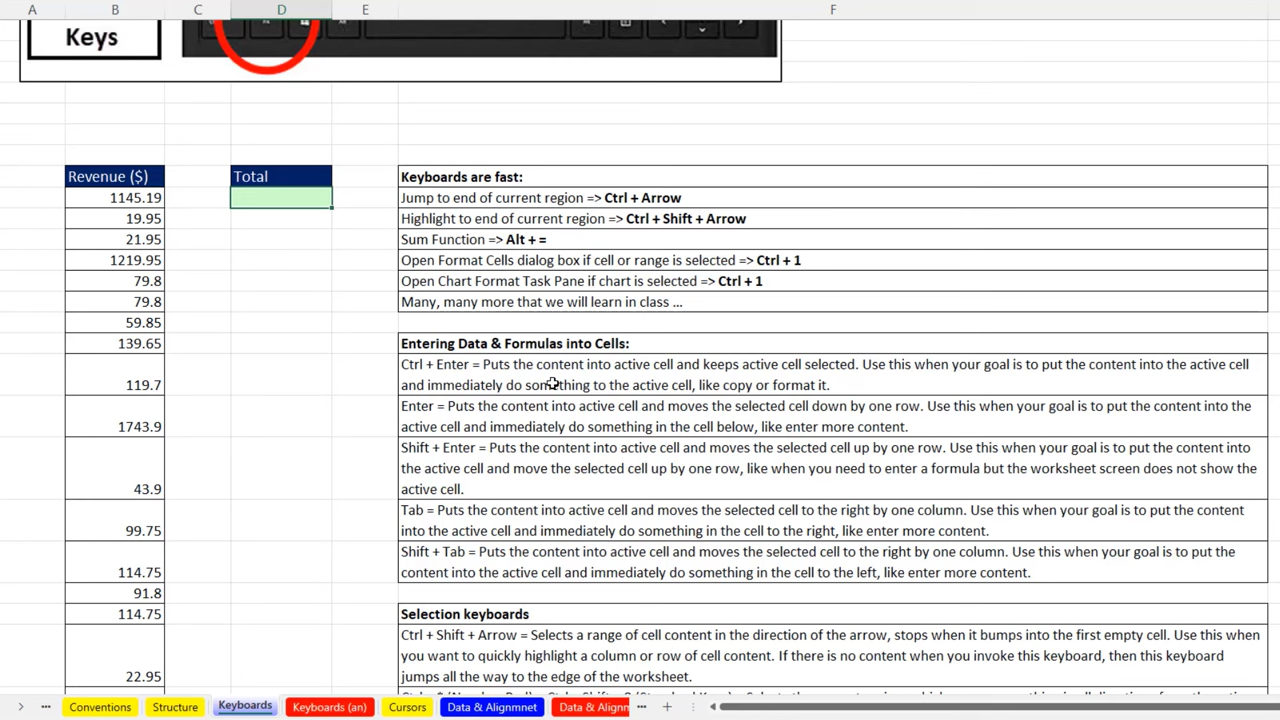 A B C D E F
Keys
Revenue ($)
Total
1145.19
19.95
21.95
1219.95
79.8
79.8
59.85
139.65
119.7
1743.9
43.9
99.75
114.75
91.8
114.75
22.95
Keyboards are fast:
Jump to end of current region => Ctrl + Arrow
Highlight to end of current region => Ctrl + Shift + Arrow
Sum Function => Alt + =
Open Format Cells dialog box if cell or range is selected => Ctrl + 1
Open Chart Format Task Pane if chart is selected => Ctrl + 1
Many, many more that we will learn in class ...
Entering Data & Formulas into Cells:
Ctrl + Enter = Puts the content into active cell and keeps active cell selected. Use this when your goal is to put the content into the active cell
and immediately do something to the active cell, like copy or format it.
Enter = Puts the content into active cell and moves the selected cell down by one row. Use this when your goal is to put the content into the
active cell and immediately do something in the cell below, like enter more content.
Shift + Enter = Puts the content into active cell and moves the selected cell up by one row. Use this when your goal is to put the content into
the active cell and move the selected cell up by one row, like when you need to enter a formula but the worksheet screen does not show the
active cell.
Tab = Puts the content into active cell and moves the selected cell to the right by one column. Use this when your goal is to put the content
into the active cell and immediately do something in the cell to the right, like enter more content.
Shift + Tab = Puts the content into active cell and moves the selected cell to the right by one column. Use this when your goal is to put the
content into the active cell and immediately do something in the cell to the left, like enter more content.
Selection keyboards
Ctrl + Shift + Arrow = Selects a range of cell content in the direction of the arrow, stops when it bumps into the first empty cell. Use this when
you want to quickly highlight a column or row of cell content. If there is no content when you invoke this keyboard, then this keyboard
jumps all the way to the edge of the worksheet.
Conventions Structure Keyboards Keyboards (an) Cursors Data & Alignmnet Data & Alignn